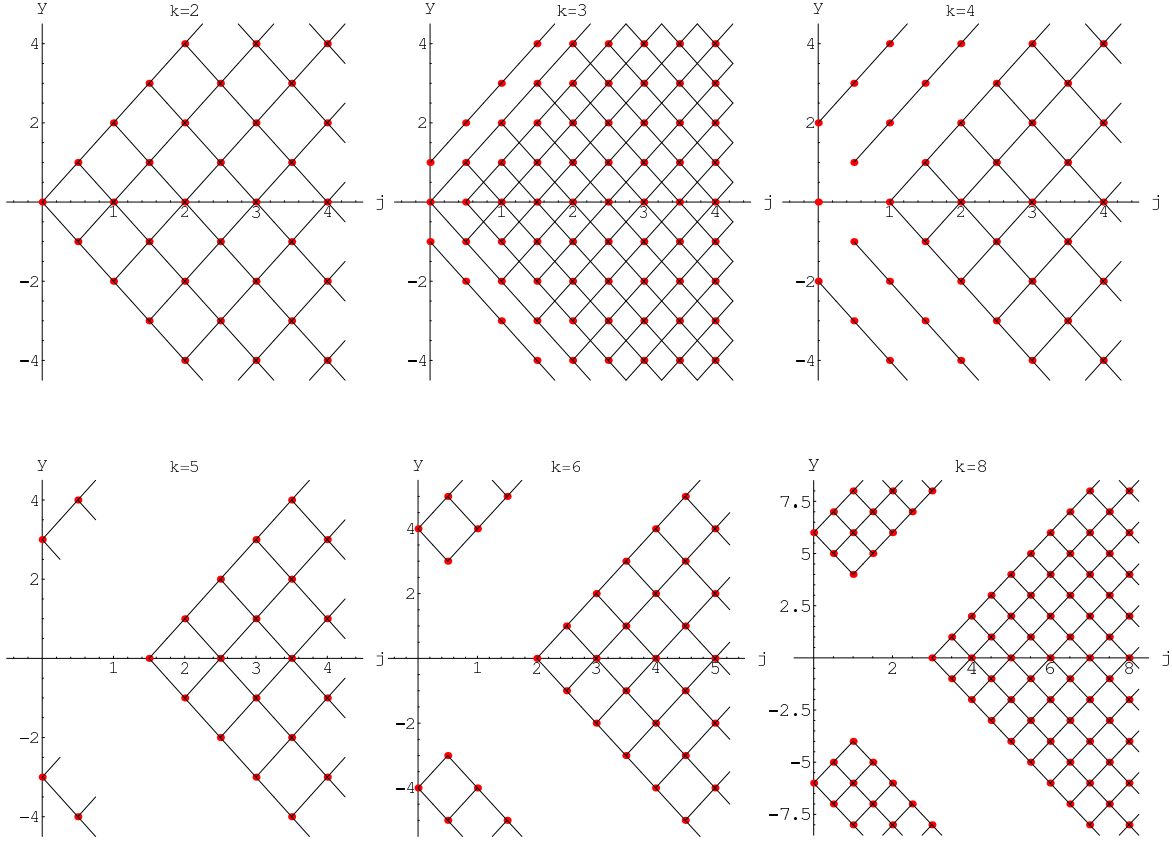 y k=2 y k=3 y k=4
4 4 4
2 2 2
1 2 3 4 j 1 2 3 4 j 1 2 3 4 j
−2 −2 −2
−4 −4 −4
y k=5 y k=6 y k=8
4 4 7.5
2 2 5
2.5
1 2 3 4 j 1 2 3 4 5 j 2 4 6 8 j
−2 −2 −2.5
−4 −4 −5
−7.5